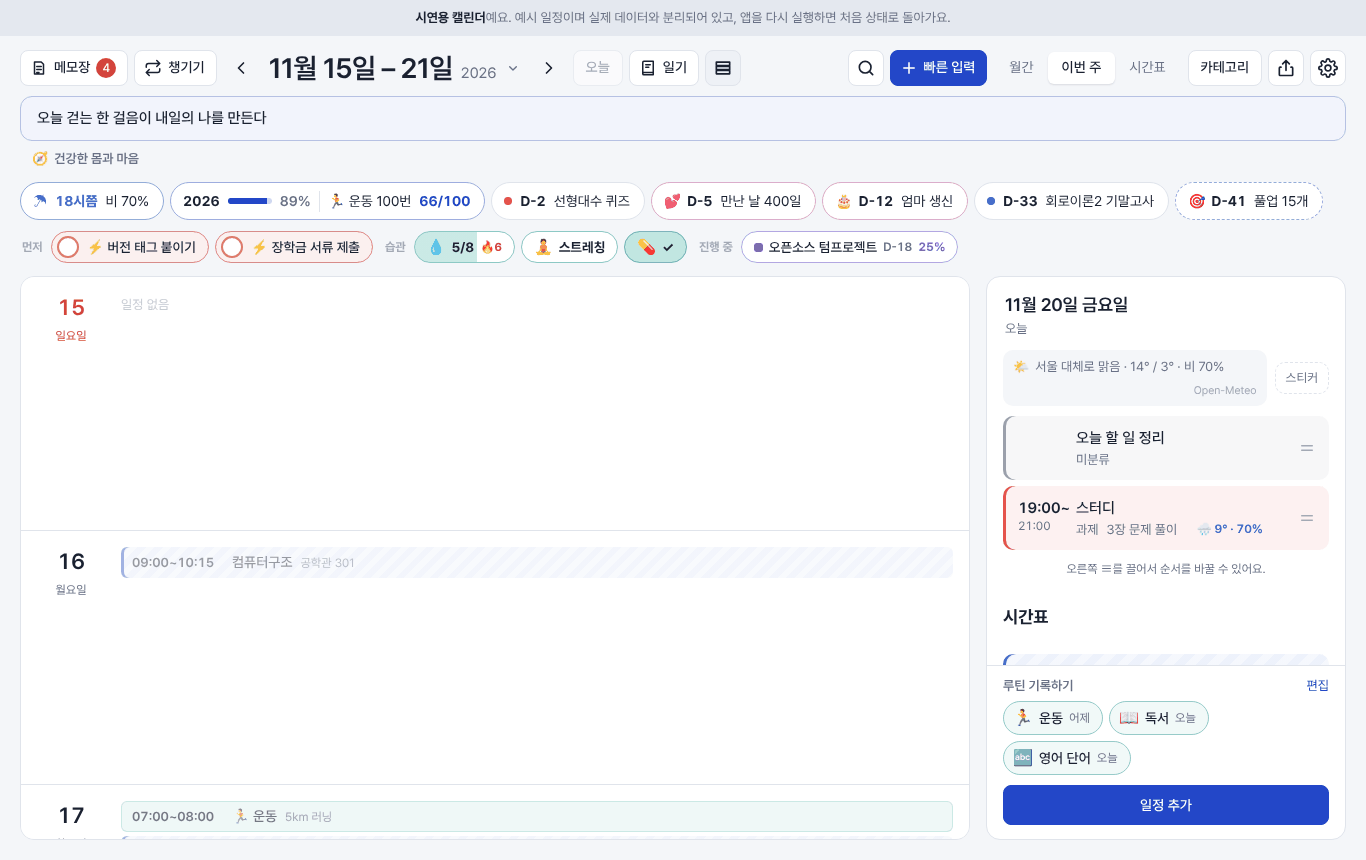 시연용 캘린더예요. 예시 일정이며 실제 데이터와 분리되어 있고, 앱을 다시 실행하면 처음 상태로 돌아가요.
메모장 4 챙기기 11월 15일 – 21일 2026 오늘 일기 빠른 입력 월간 이번 주 시간표 카테고리
오늘 걷는 한 걸음이 내일의 나를 만든다
건강한 몸과 마음
18시쯤 비 70% 2026 89% 운동 100번 66/100 D-2 선형대수 퀴즈 D-5 만난 날 400일 D-12 엄마 생신 D-33 회로이론2 기말고사 D-41 풀업 15개
먼저 버전 태그 붙이기 장학금 서류 제출 습관 5/8 6 스트레칭 진행 중 오픈소스 텀프로젝트 D-18 25%
15 일정 없음
일요일
16 09:00~10:15 컴퓨터구조 공학관 301
월요일
17 07:00~08:00 운동 5km 러닝
11월 20일 금요일
오늘
서울 대체로 맑음 · 14° / 3° · 비 70%
Open-Meteo
스티커
오늘 할 일 정리
미분류
19:00~ 스터디
21:00 과제 3장 문제 풀이 9° · 70%
오른쪽 ≡를 끌어서 순서를 바꿀 수 있어요.
시간표
루틴 기록하기 편집
운동 어제 독서 오늘
abc 영어 단어 오늘
일정 추가